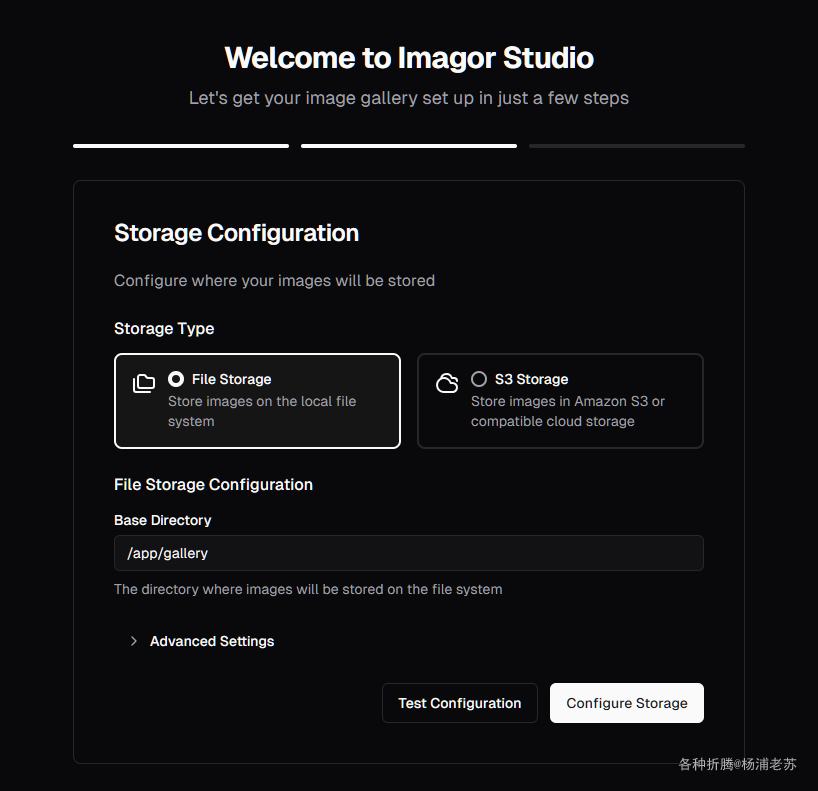 Welcome to Imagor Studio
Let's get your image gallery set up in just a few steps
Storage Configuration
Configure where your images will be stored
Storage Type
File Storage
Store images on the local file
system
S3 Storage
Store images in Amazon S3 or
compatible cloud storage
File Storage Configuration
Base Directory
/app/gallery
The directory where images will be stored on the file system
Advanced Settings
Test Configuration
Configure Storage
各种折腾@杨浦老苏